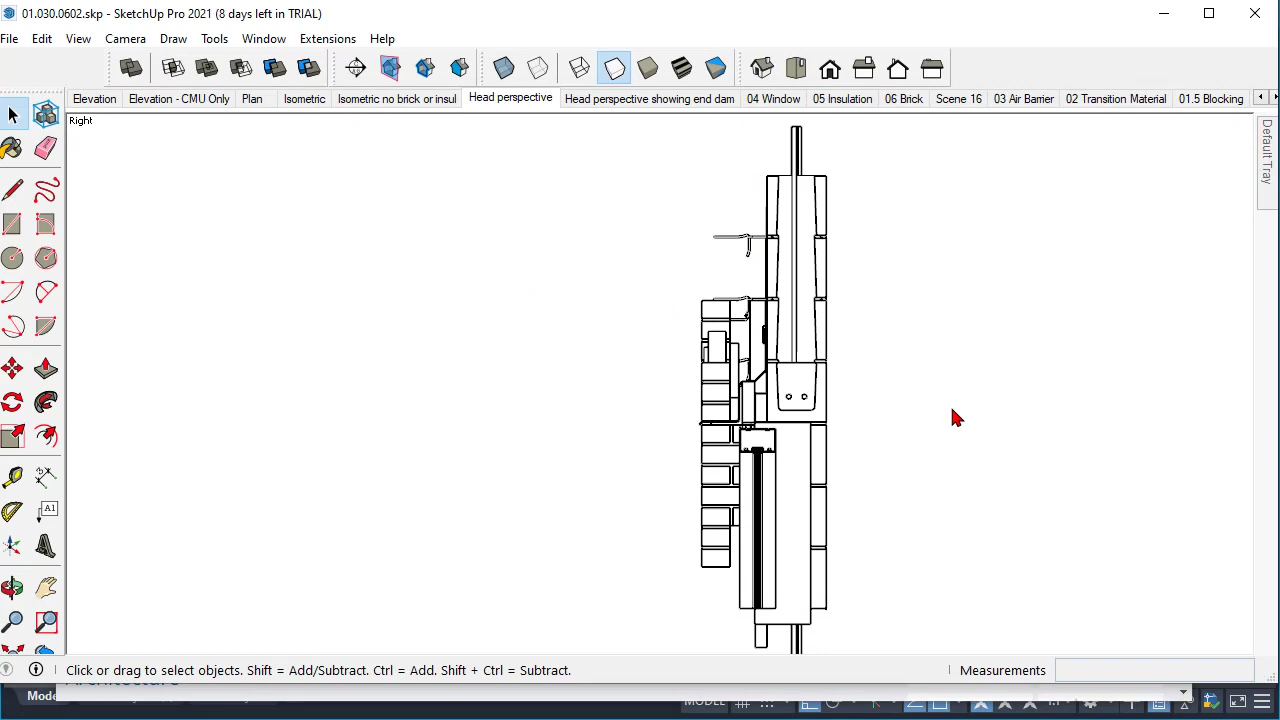 01.030.0602.skp - SketchUp Pro 2021 (8 days left in TRIAL)
File Edit View Camera Draw Tools Window Extensions Help
Elevation Elevation - CMU Only Plan Isometric Isometric no brick or insul Head perspective Head perspective showing end dam 04 Window 05 Insulation 06 Brick Scene 16 03 Air Barrier 02 Transition Material 01.5 Blocking
Right
Default Tray
A1
Click or drag to select objects. Shift = Add/Subtract. Ctrl = Add. Shift + Ctrl = Subtract.
Measurements
Mode
MODEL